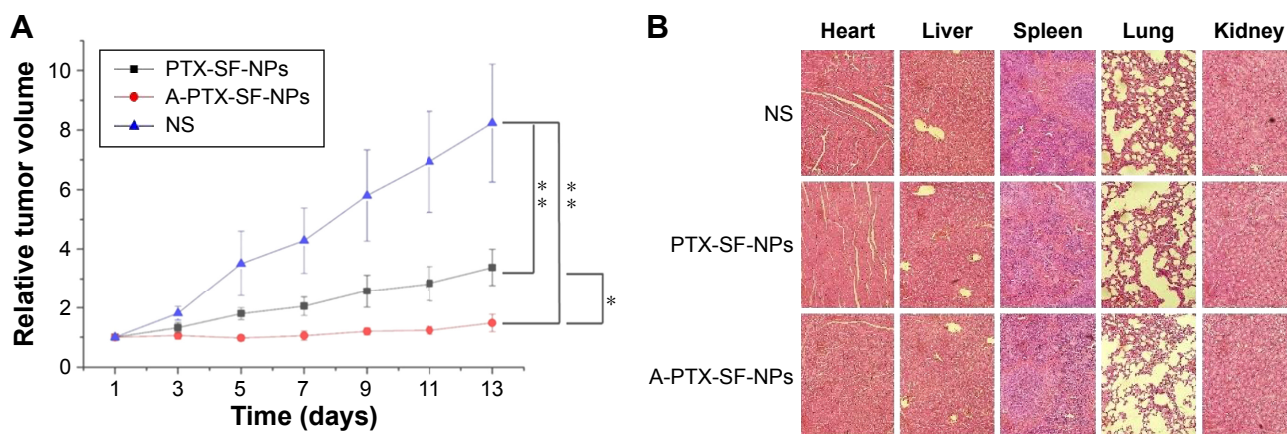 A
PTX-SF-NPs
A-PTX-SF-NPs
NS
Relative tumor volume
10
8
6
4
2
0
1 3 5 7 9 11 13
Time (days)
**
**
*
B
Heart Liver Spleen Lung Kidney
NS
PTX-SF-NPs
A-PTX-SF-NPs